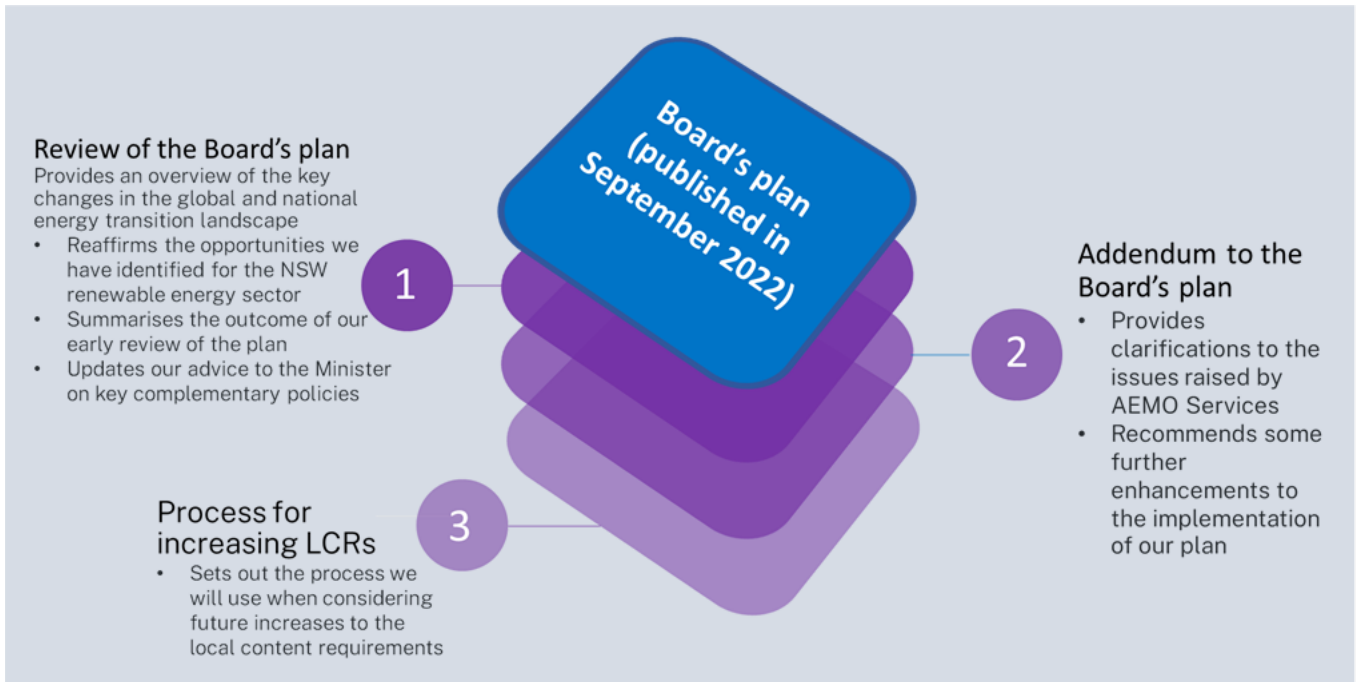 Board's plan
(published in
September 2022)
Review of the Board's plan
Provides an overview of the key
changes in the global and national
energy transition landscape
• Reaffirms the opportunities we
have identified for the NSW
renewable energy sector
• Summarises the outcome of our
early review of the plan
• Updates our advice to the Minister
on key complementary policies
1
Addendum to the
Board's plan
• Provides
clarifications to the
issues raised by
AEMO Services
• Recommends some
further
enhancements to
the implementation
of our plan
2
Process for
increasing LCRs
• Sets out the process we
will use when considering
future increases to the
local content requirements
3